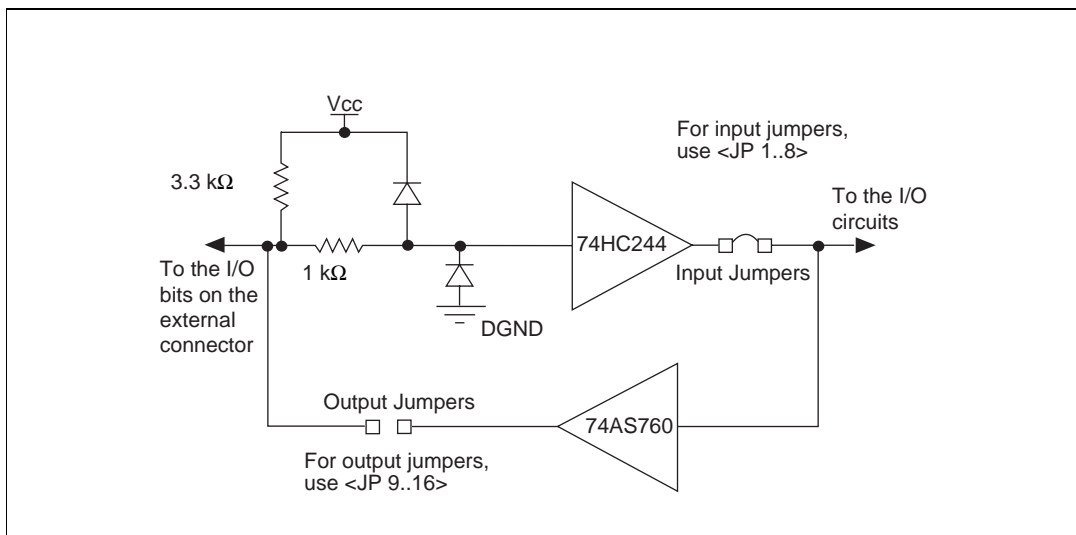 Vcc
For input jumpers,
use <JP 1..8>
3.3 kΩ
To the I/O
circuits
74HC244
1 kΩ
Input Jumpers
To the I/O
bits on the
external
connector
DGND
Output Jumpers
74AS760
For output jumpers,
use <JP 9..16>